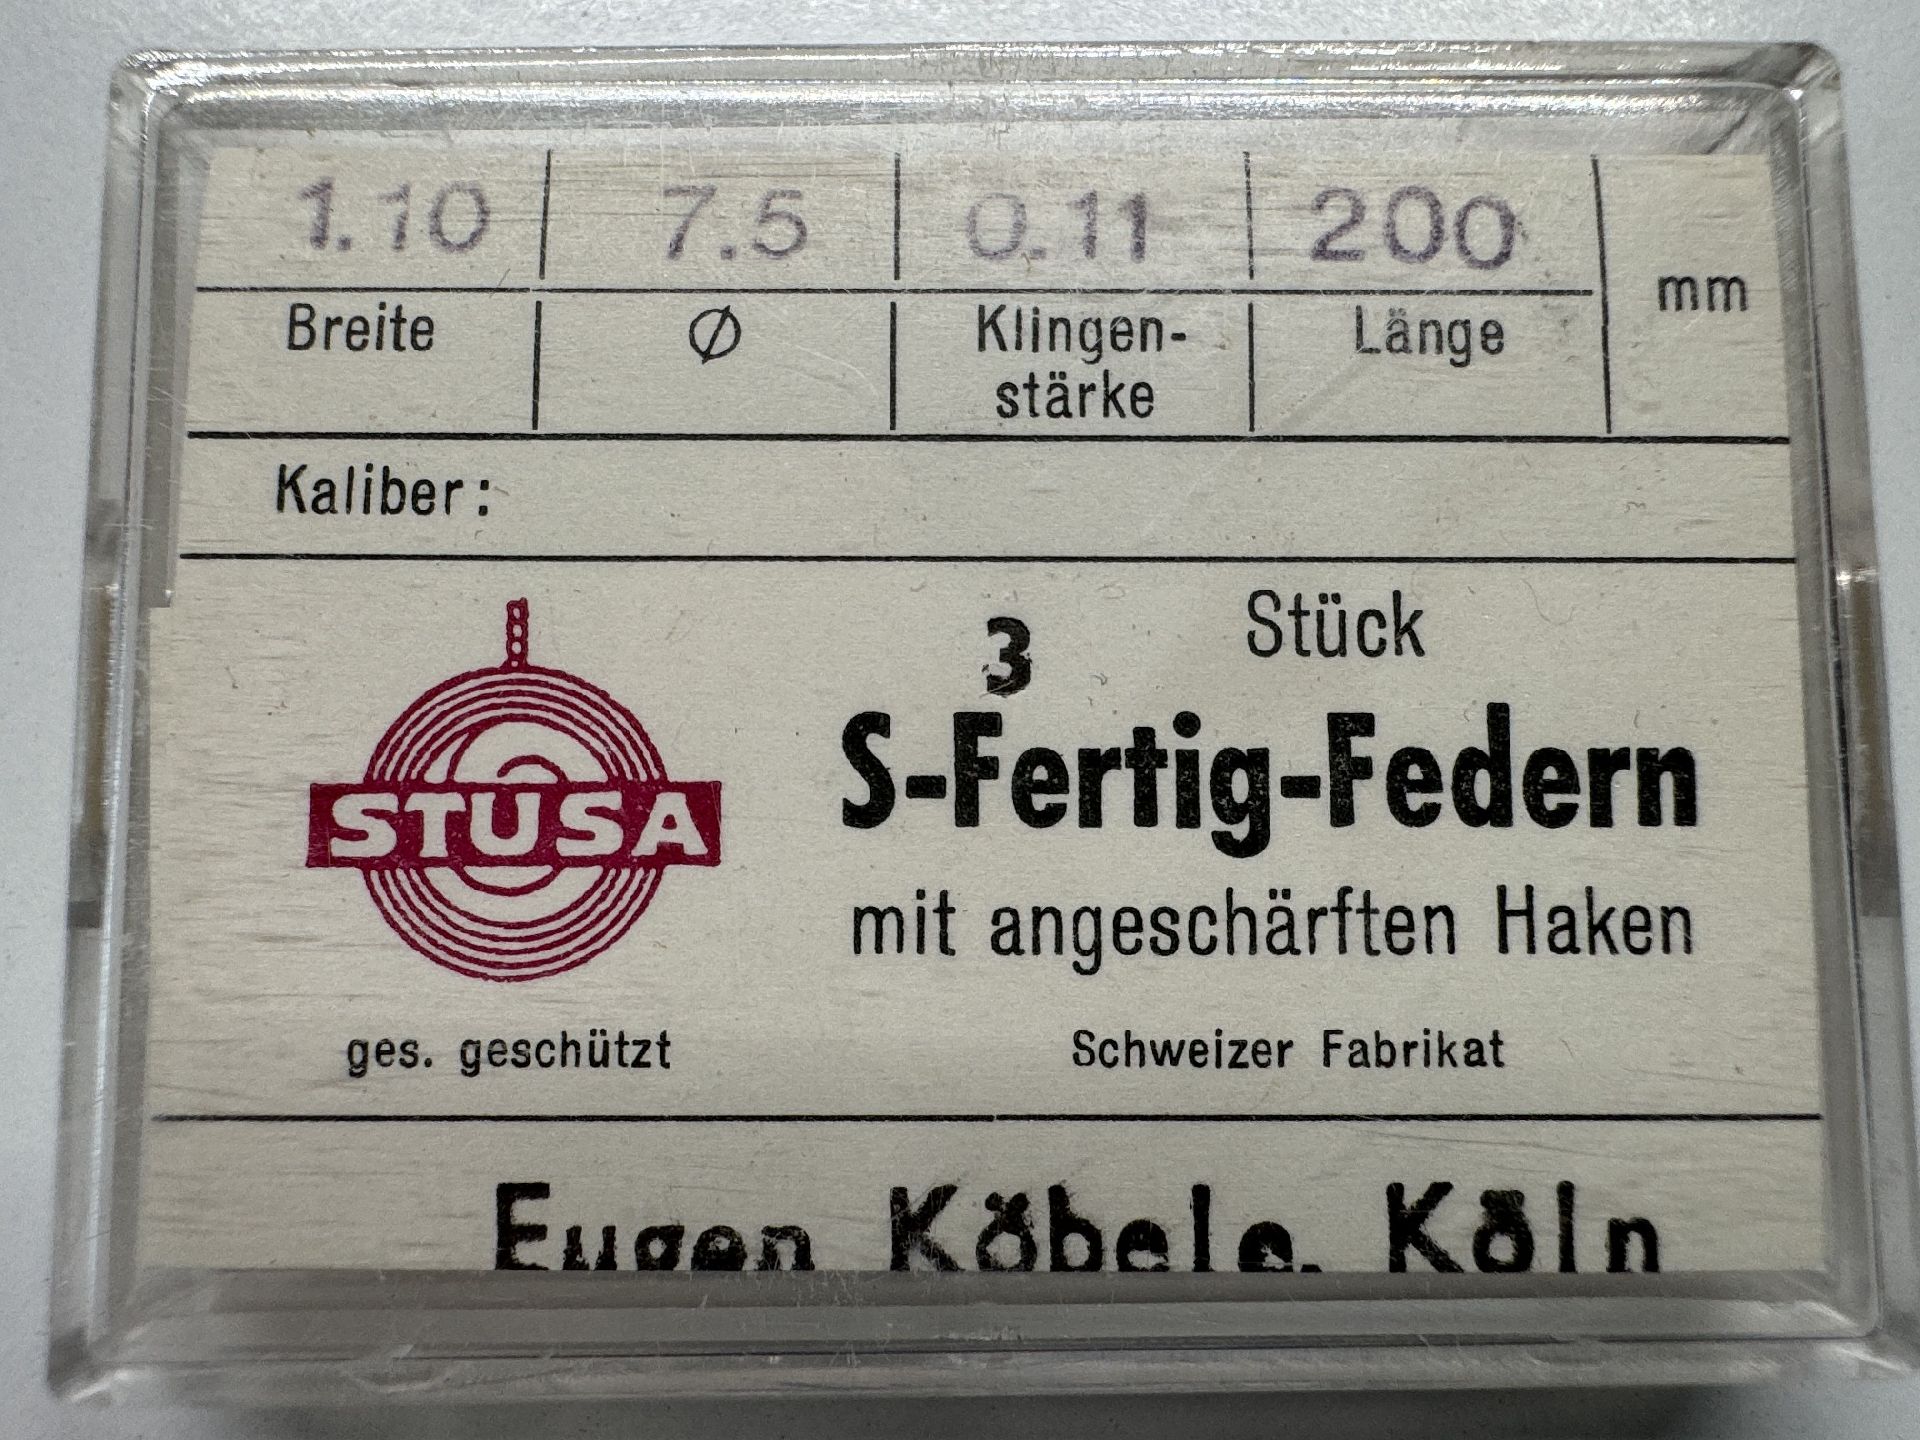 1.10 7.5 0.11 200
mm
Breite Ø Klingen- Länge
stärke
Kaliber:
3 Stück
S-Fertig-Federn
STUSA
mit angeschärften Haken
ges. geschützt Schweizer Fabrikat
Eugen Köbele, Köln